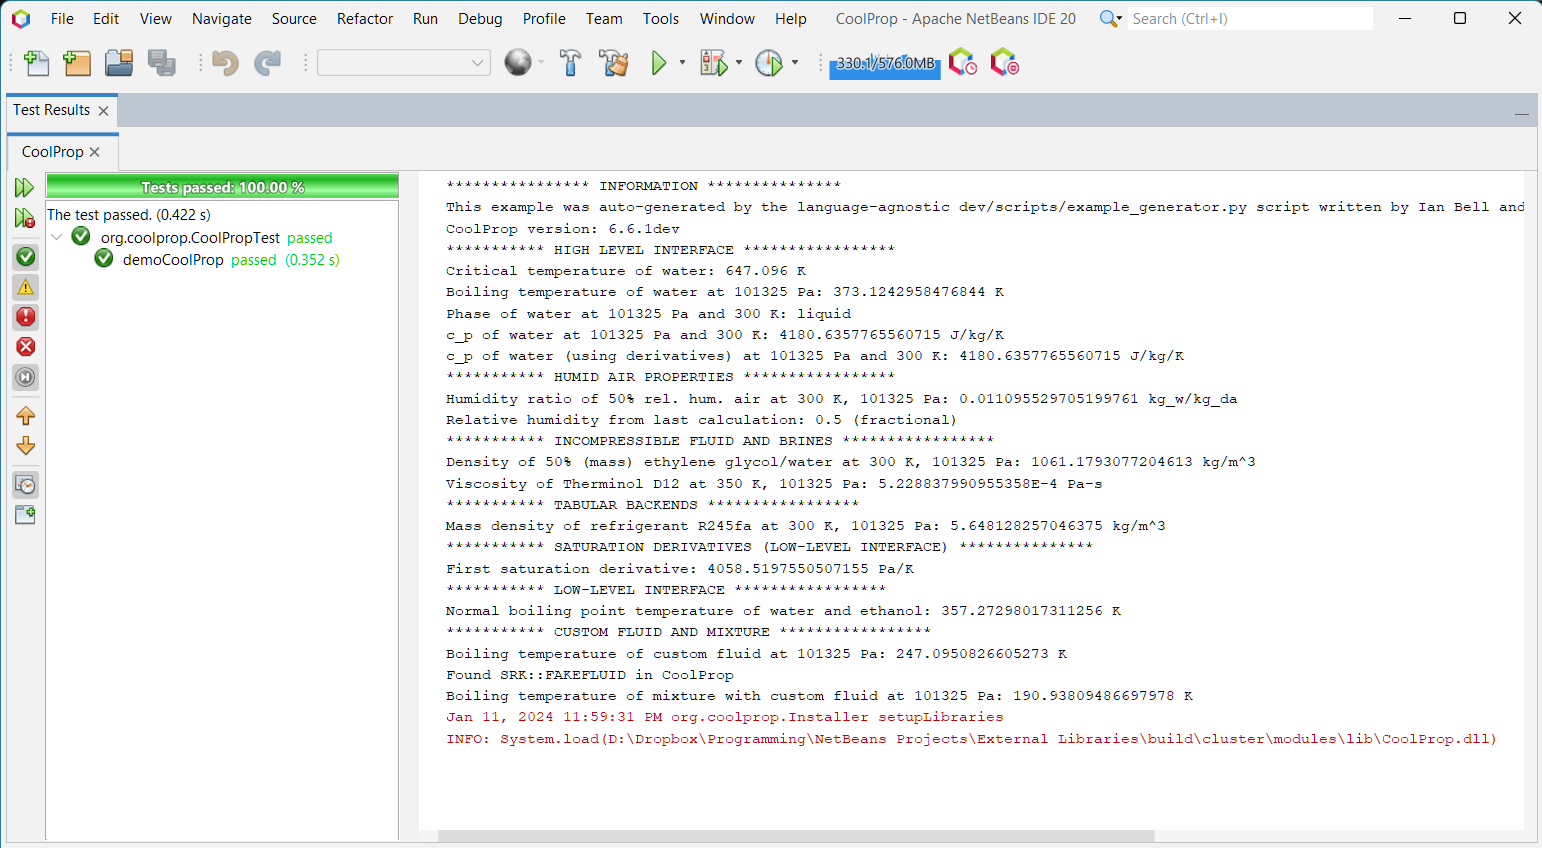 File Edit View Navigate Source Refactor Run Debug Profile Team Tools Window Help CoolProp - Apache NetBeans IDE 20 Search (Ctrl+I)
330.1/576.0MB
Test Results
CoolProp
Tests passed: 100.00 %
The test passed. (0.422 s)
org.coolprop.CoolPropTest passed
demoCoolProp passed (0.352 s)
**************** INFORMATION ***************
This example was auto-generated by the language-agnostic dev/scripts/example_generator.py script written by Ian Bell and
CoolProp version: 6.6.1dev
*********** HIGH LEVEL INTERFACE *****************
Critical temperature of water: 647.096 K
Boiling temperature of water at 101325 Pa: 373.1242958476844 K
Phase of water at 101325 Pa and 300 K: liquid
c_p of water at 101325 Pa and 300 K: 4180.6357765560715 J/kg/K
c_p of water (using derivatives) at 101325 Pa and 300 K: 4180.6357765560715 J/kg/K
*********** HUMID AIR PROPERTIES *****************
Humidity ratio of 50% rel. hum. air at 300 K, 101325 Pa: 0.011095529705199761 kg_w/kg_da
Relative humidity from last calculation: 0.5 (fractional)
*********** INCOMPRESSIBLE FLUID AND BRINES *****************
Density of 50% (mass) ethylene glycol/water at 300 K, 101325 Pa: 1061.1793077204613 kg/m^3
Viscosity of Therminol D12 at 350 K, 101325 Pa: 5.228837990955358E-4 Pa-s
*********** TABULAR BACKENDS *****************
Mass density of refrigerant R245fa at 300 K, 101325 Pa: 5.648128257046375 kg/m^3
*********** SATURATION DERIVATIVES (LOW-LEVEL INTERFACE) ***************
First saturation derivative: 4058.5197550507155 Pa/K
*********** LOW-LEVEL INTERFACE *****************
Normal boiling point temperature of water and ethanol: 357.27298017311256 K
*********** CUSTOM FLUID AND MIXTURE *****************
Boiling temperature of custom fluid at 101325 Pa: 247.0950826605273 K
Found SRK::FAKEFLUID in CoolProp
Boiling temperature of mixture with custom fluid at 101325 Pa: 190.93809486697978 K
Jan 11, 2024 11:59:31 PM org.coolprop.Installer setupLibraries
INFO: System.load(D:\Dropbox\Programming\NetBeans Projects\External Libraries\build\cluster\modules\lib\CoolProp.dll)